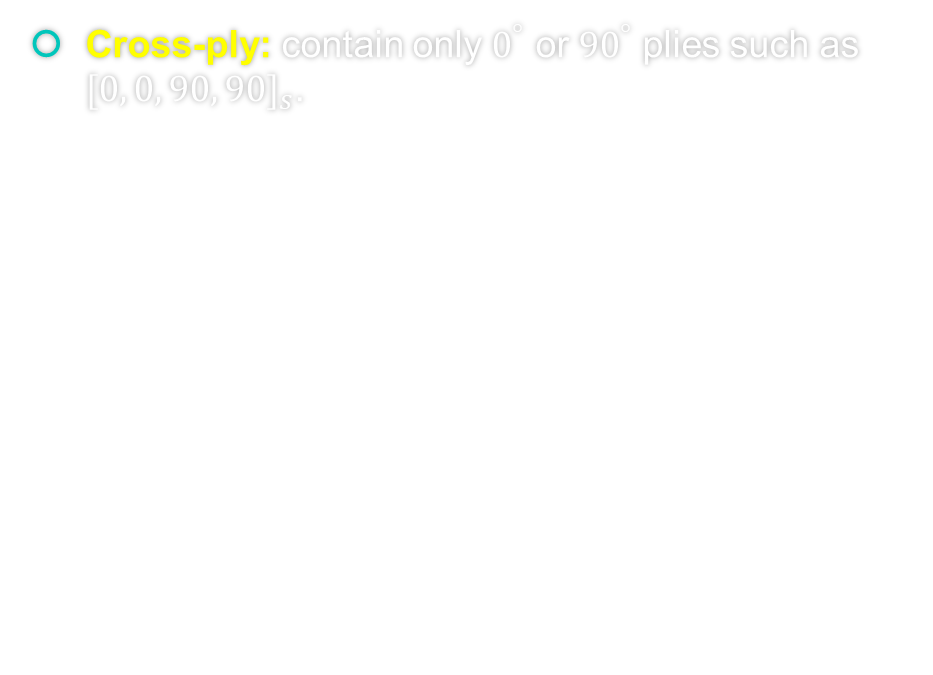 Cross-ply: contain only 0° or 90° plies such as
[0, 0, 90, 90]ₛ.